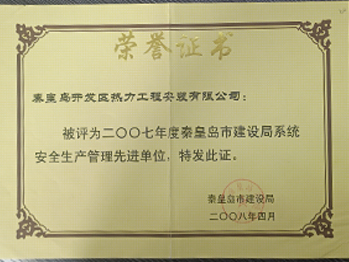 荣誉证书
秦皇岛开发区热力工程安装有限公司：
被评为二〇〇七年度秦皇岛市建设局系统
安全生产管理先进单位，特发此证。
秦皇岛市建设局
二〇〇八年四月